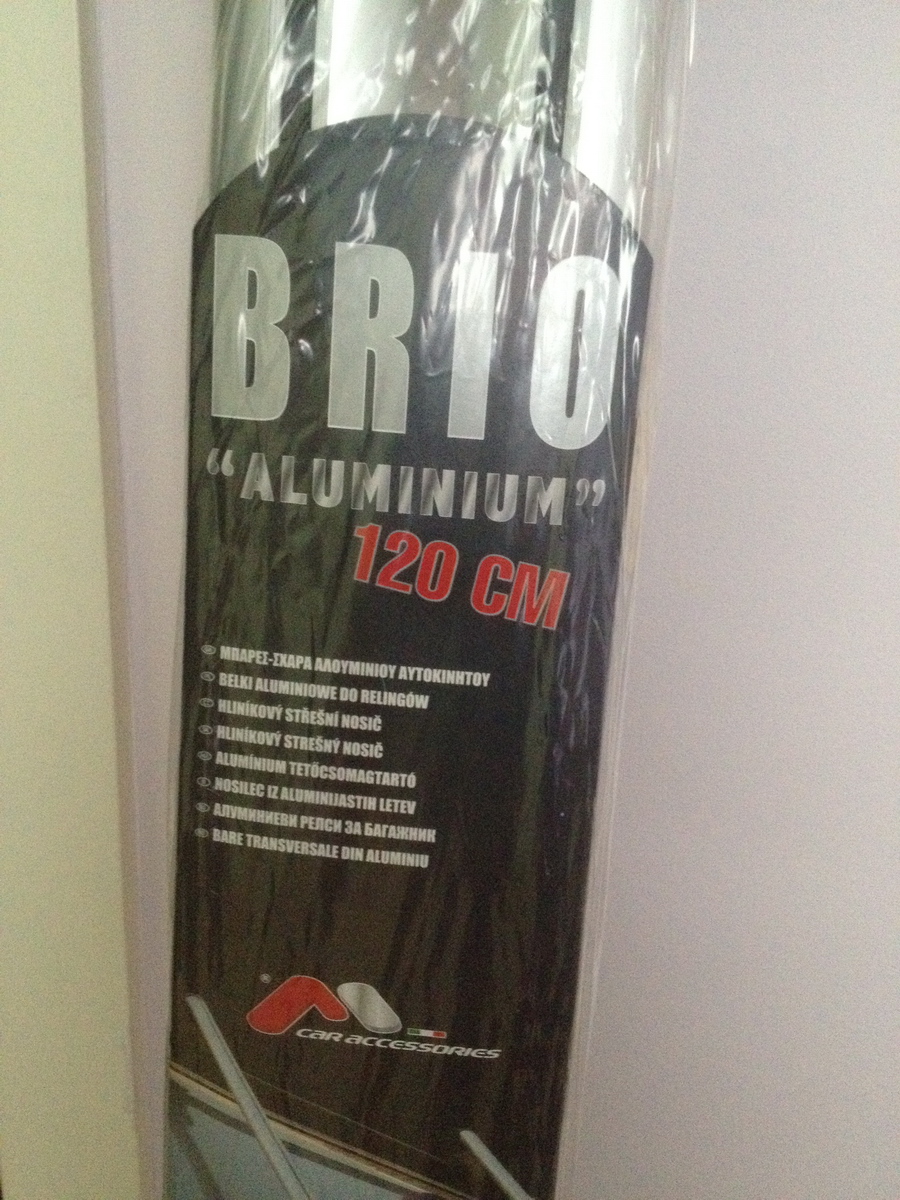 BRIO
“ALUMINIUM”
120 CM
ΜΠΑΡΕΣ-ΣΧΑΡΑ ΑΛΟΥΜΙΝΙΟΥ ΑΥΤΟΚΙΝΗΤΟΥ
BELKI ALUMINIOWE DO RELINGÓW
HLINÍKOVÝ STŘEŠNÍ NOSIČ
HLINÍKOVÝ STREŠNÝ NOSIČ
ALUMÍNIUM TETŐCSOMAGTARTÓ
NOSILEC IZ ALUMINIJASTIH LETEV
АЛУМИНИЕВИ РЕЛСИ ЗА БАГАЖНИК
BARE TRANSVERSALE DIN ALUMINIU
®
CAR ACCESSORIES